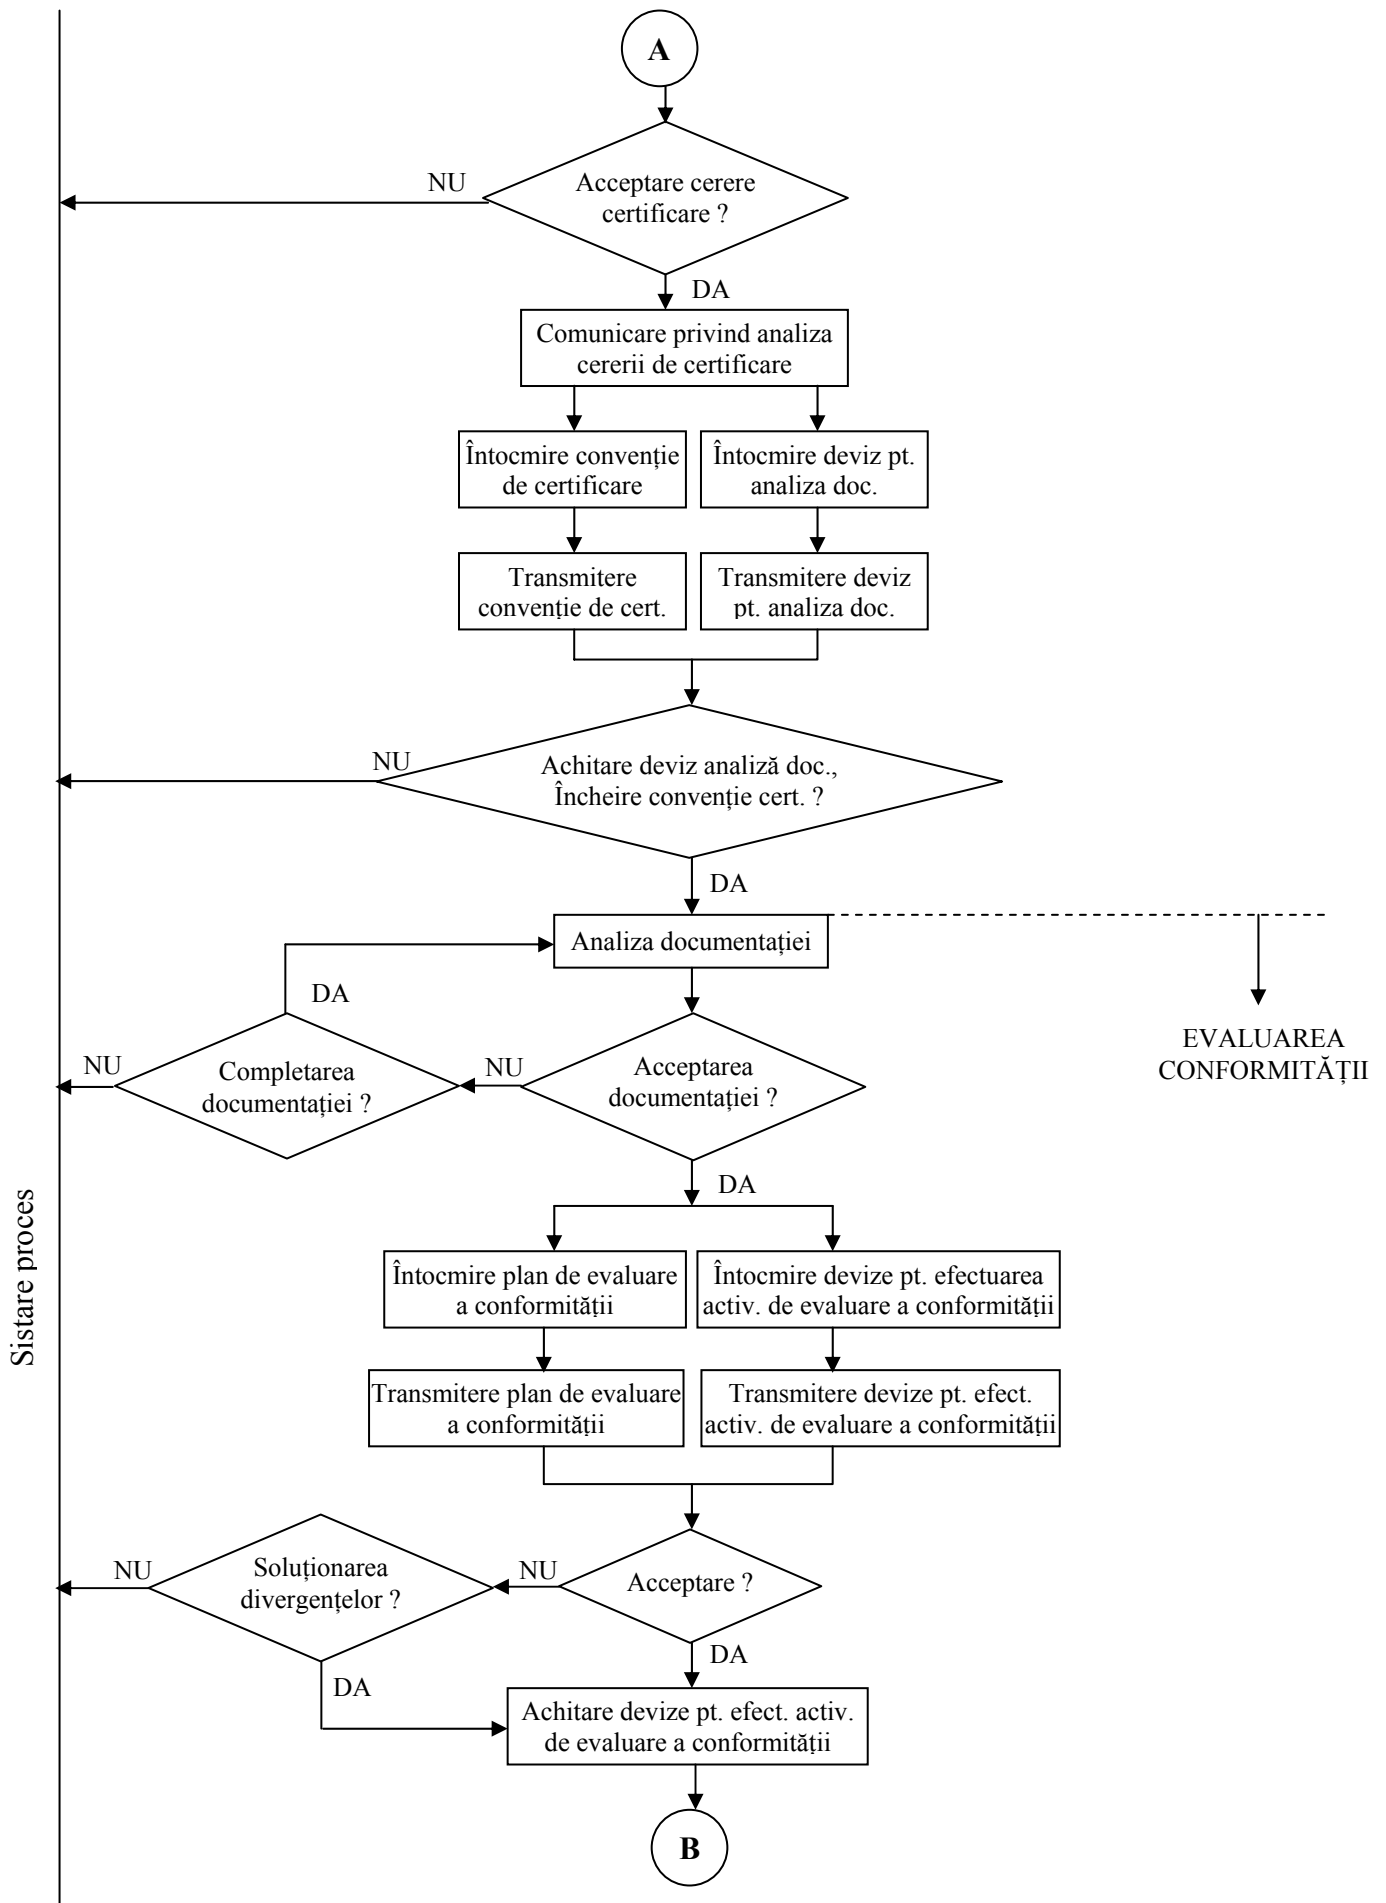 A
NU
Acceptare cerere
certificare ?
DA
Comunicare privind analiza
cererii de certificare
Întocmire convenție
de certificare
Întocmire deviz pt.
analiza doc.
Transmitere
convenție de cert.
Transmitere deviz
pt. analiza doc.
NU
Achitare deviz analiză doc.,
Încheire convenție cert. ?
DA
Analiza documentației
DA
EVALUAREA
CONFORMITĂȚII
NU
Completarea
documentației ?
NU
Acceptarea
documentației ?
DA
Sistare proces
Întocmire plan de evaluare
a conformității
Întocmire devize pt. efectuarea
activ. de evaluare a conformității
Transmitere plan de evaluare
a conformității
Transmitere devize pt. efect.
activ. de evaluare a conformității
NU
Soluționarea
divergențelor ?
NU
Acceptare ?
DA
DA
Achitare devize pt. efect. activ.
de evaluare a conformității
B